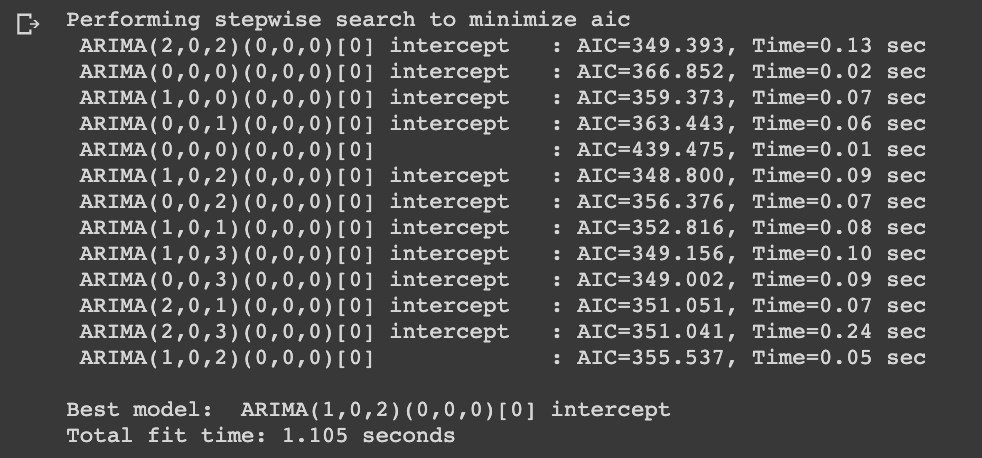 Performing stepwise search to minimize aic
 ARIMA(2,0,2)(0,0,0)[0] intercept   : AIC=349.393, Time=0.13 sec
 ARIMA(0,0,0)(0,0,0)[0] intercept   : AIC=366.852, Time=0.02 sec
 ARIMA(1,0,0)(0,0,0)[0] intercept   : AIC=359.373, Time=0.07 sec
 ARIMA(0,0,1)(0,0,0)[0] intercept   : AIC=363.443, Time=0.06 sec
 ARIMA(0,0,0)(0,0,0)[0]             : AIC=439.475, Time=0.01 sec
 ARIMA(1,0,2)(0,0,0)[0] intercept   : AIC=348.800, Time=0.09 sec
 ARIMA(0,0,2)(0,0,0)[0] intercept   : AIC=356.376, Time=0.07 sec
 ARIMA(1,0,1)(0,0,0)[0] intercept   : AIC=352.816, Time=0.08 sec
 ARIMA(1,0,3)(0,0,0)[0] intercept   : AIC=349.156, Time=0.10 sec
 ARIMA(0,0,3)(0,0,0)[0] intercept   : AIC=349.002, Time=0.09 sec
 ARIMA(2,0,1)(0,0,0)[0] intercept   : AIC=351.051, Time=0.07 sec
 ARIMA(2,0,3)(0,0,0)[0] intercept   : AIC=351.041, Time=0.24 sec
 ARIMA(1,0,2)(0,0,0)[0]             : AIC=355.537, Time=0.05 sec

Best model:  ARIMA(1,0,2)(0,0,0)[0] intercept
Total fit time: 1.105 seconds